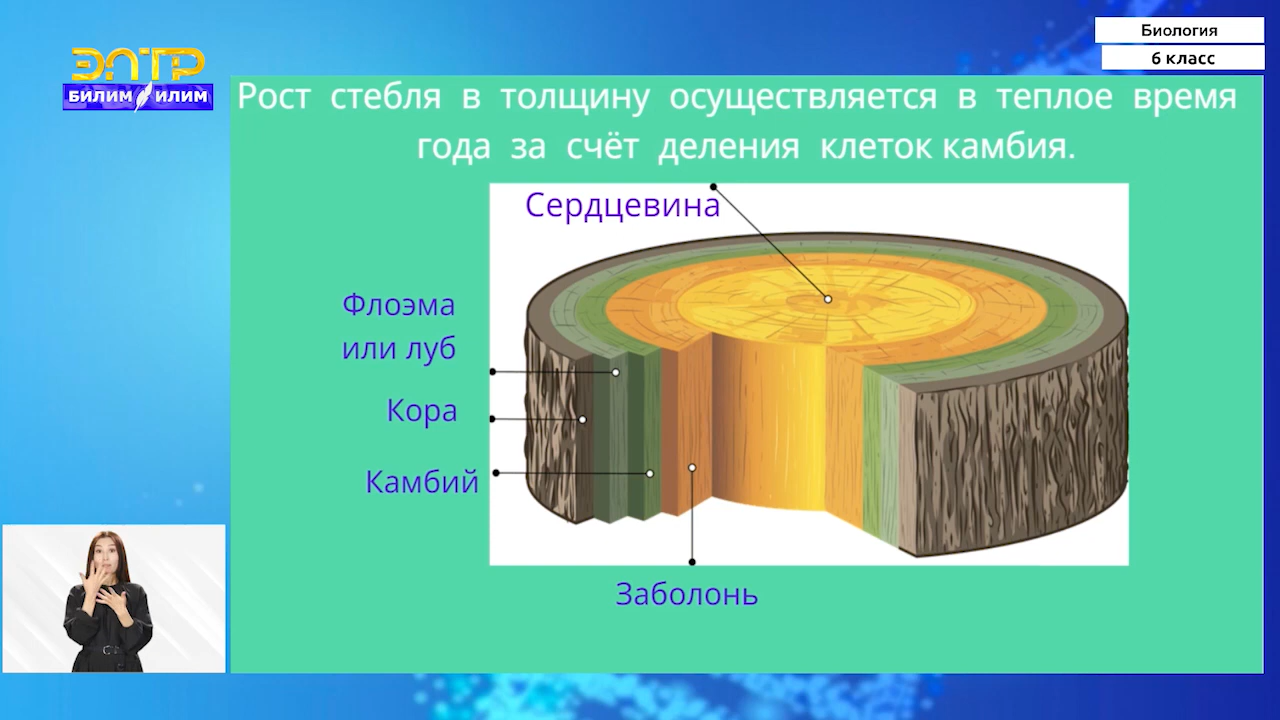 Биология
6 класс
ЭЛТР
БИЛИМ ИЛИМ
Рост стебля в толщину осуществляется в теплое время
года за счёт деления клеток камбия.
Сердцевина
Флоэма
или луб
Кора
Камбий
Заболонь